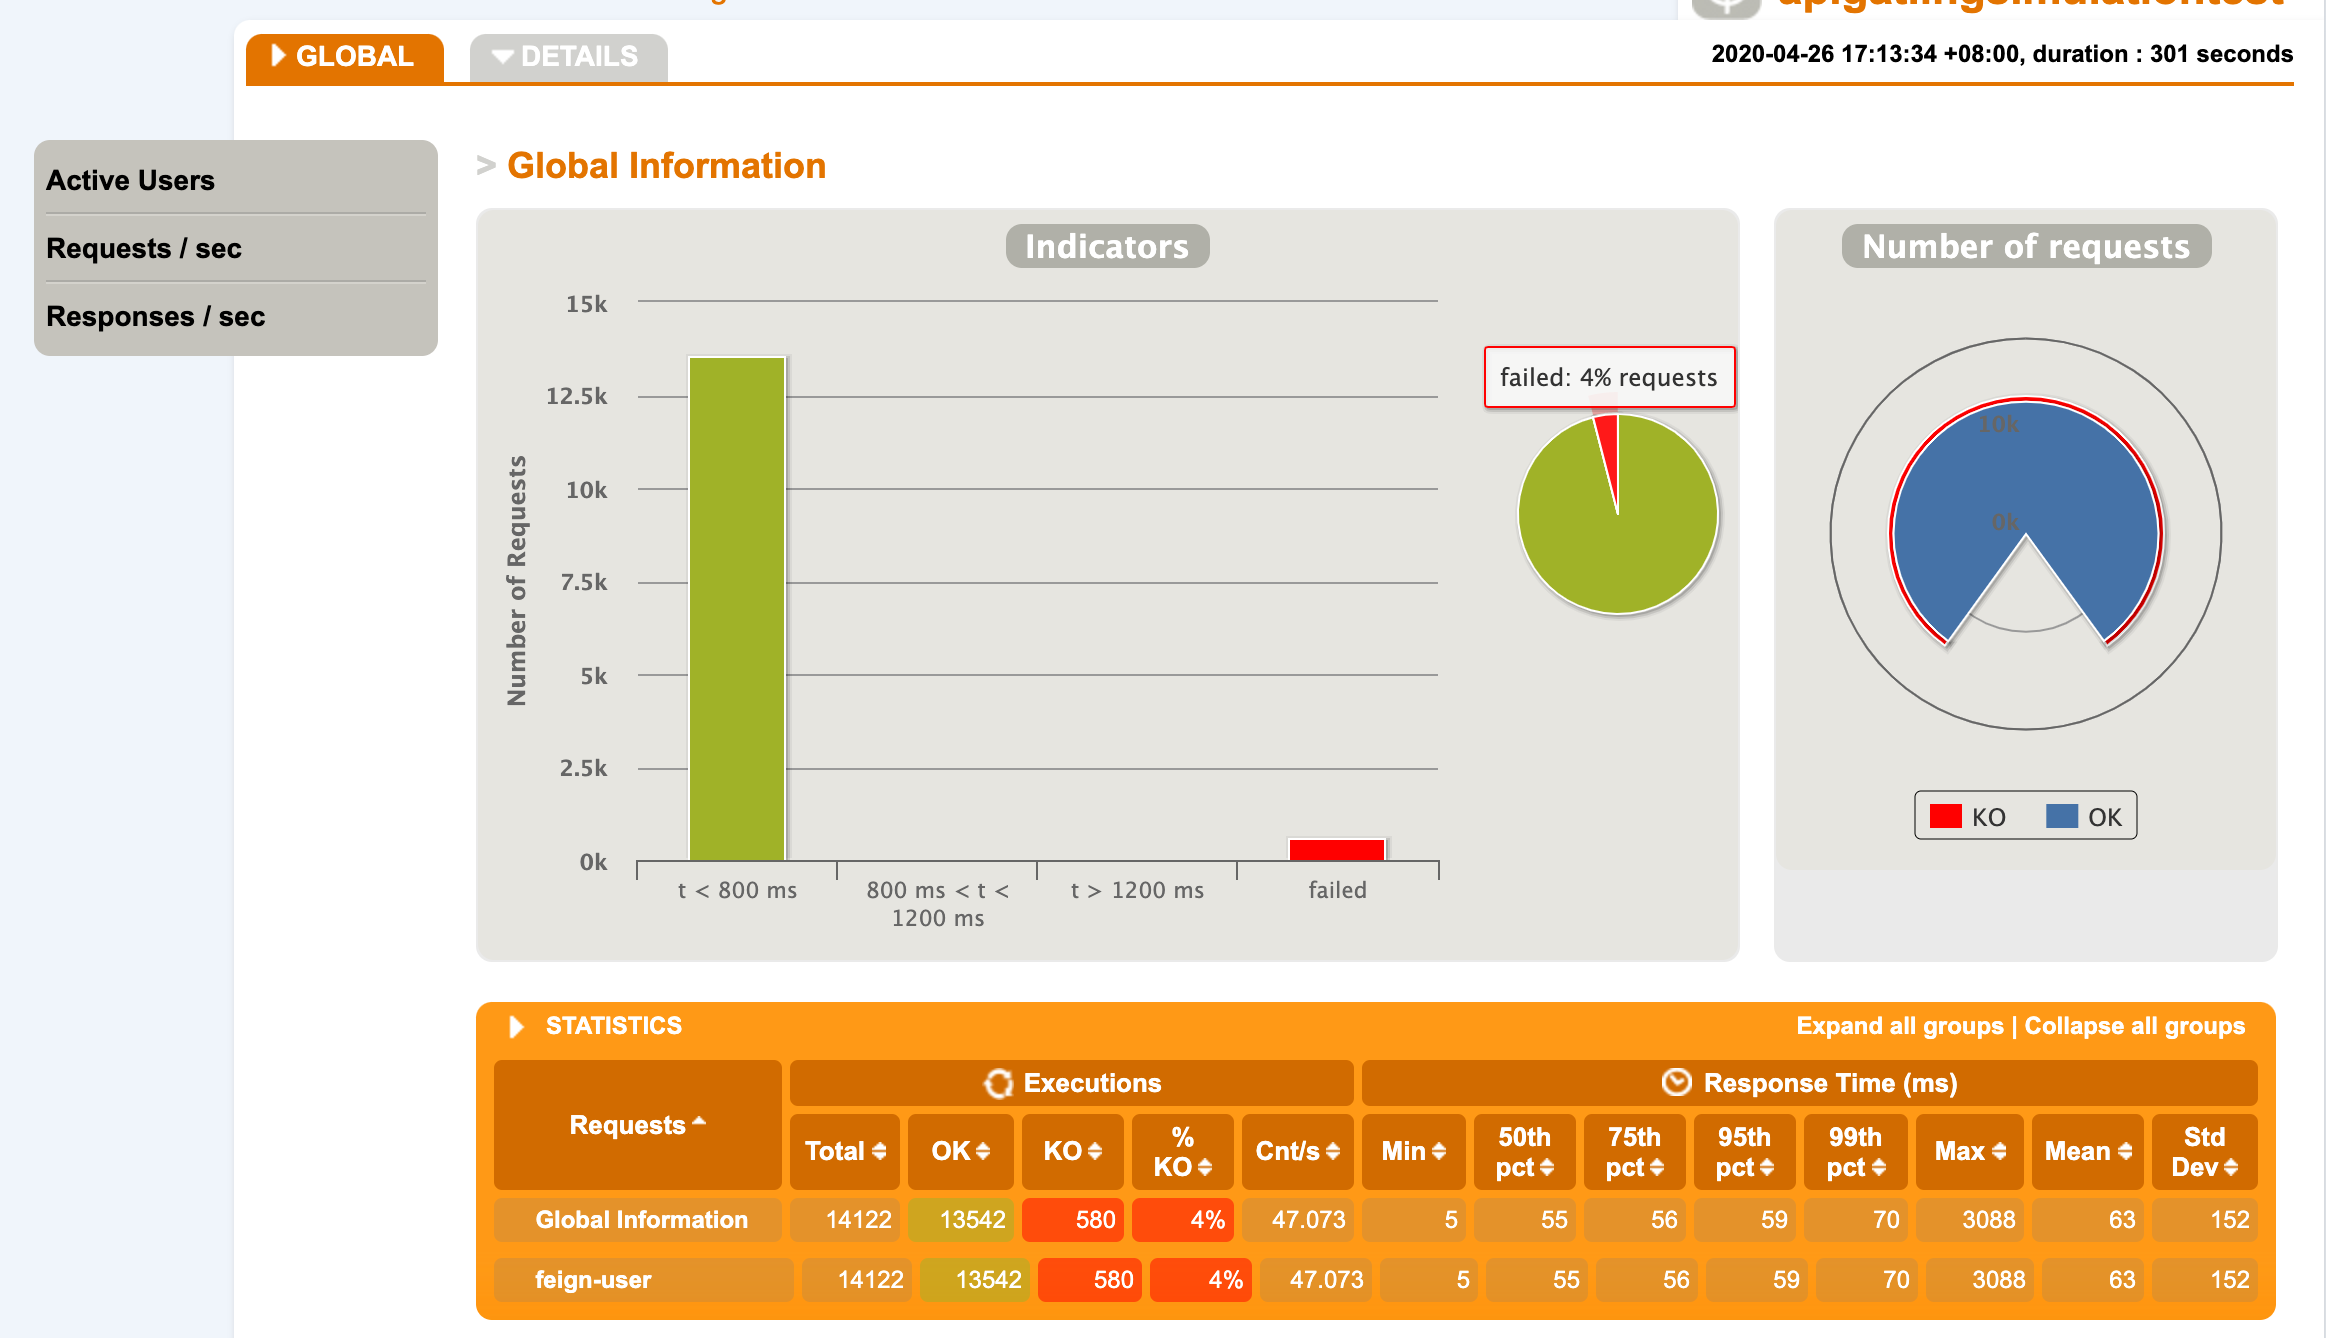 GLOBAL
DETAILS
2020-04-26 17:13:34 +08:00, duration : 301 seconds
Active Users
Requests / sec
Responses / sec
> Global Information
Indicators
15k
12.5k
10k
7.5k
5k
2.5k
0k
Number of Requests
t < 800 ms
800 ms < t <
1200 ms
t > 1200 ms
failed
failed: 4% requests
Number of requests
10k
0k
KO
OK
STATISTICS
Expand all groups | Collapse all groups
Requests
Executions
Response Time (ms)
Total OK KO % KO Cnt/s Min 50th pct 75th pct 95th pct 99th pct Max Mean Std Dev
Global Information 14122 13542 580 4% 47.073 5 55 56 59 70 3088 63 152
feign-user 14122 13542 580 4% 47.073 5 55 56 59 70 3088 63 152